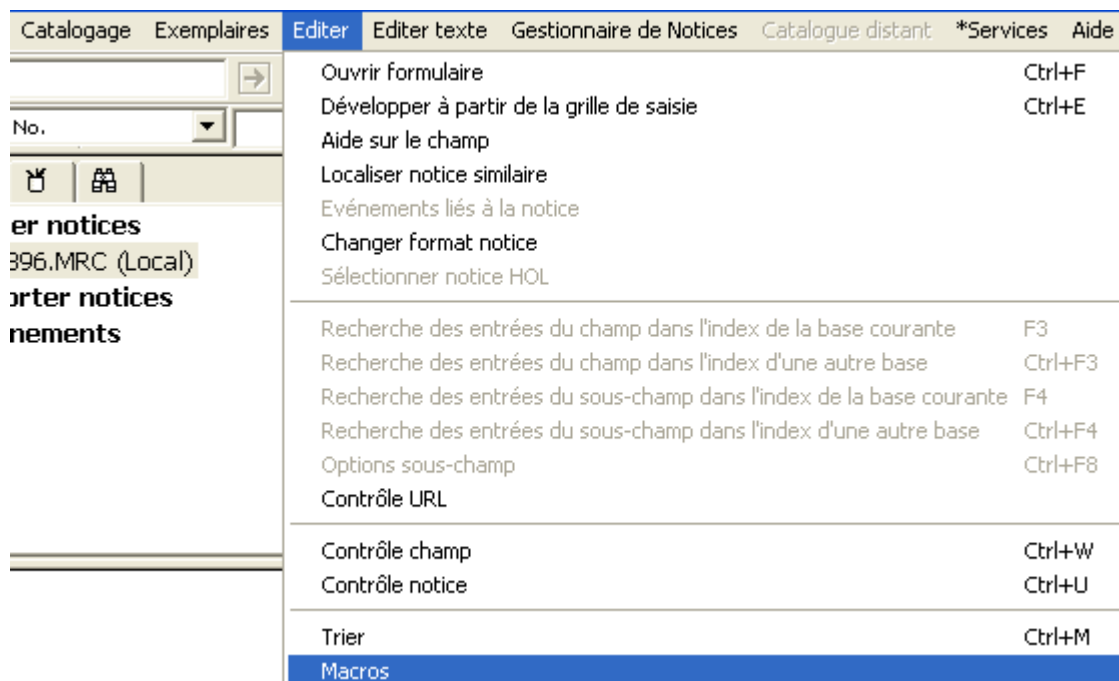 Catalogage Exemplaires Editer Editer texte Gestionnaire de Notices Catalogue distant *Services Aide
Ouvrir formulaire Ctrl+F
Développer à partir de la grille de saisie Ctrl+E
No.
Aide sur le champ
Localiser notice similaire
er notices
Evénements liés à la notice
Changer format notice
396.MRC (Local)
Sélectionner notice HOL
orter notices
nements
Recherche des entrées du champ dans l'index de la base courante F3
Recherche des entrées du champ dans l'index d'une autre base Ctrl+F3
Recherche des entrées du sous-champ dans l'index de la base courante F4
Recherche des entrées du sous-champ dans l'index d'une autre base Ctrl+F4
Options sous-champ Ctrl+F8
Contrôle URL
Contrôle champ Ctrl+W
Contrôle notice Ctrl+U
Trier Ctrl+M
Macros